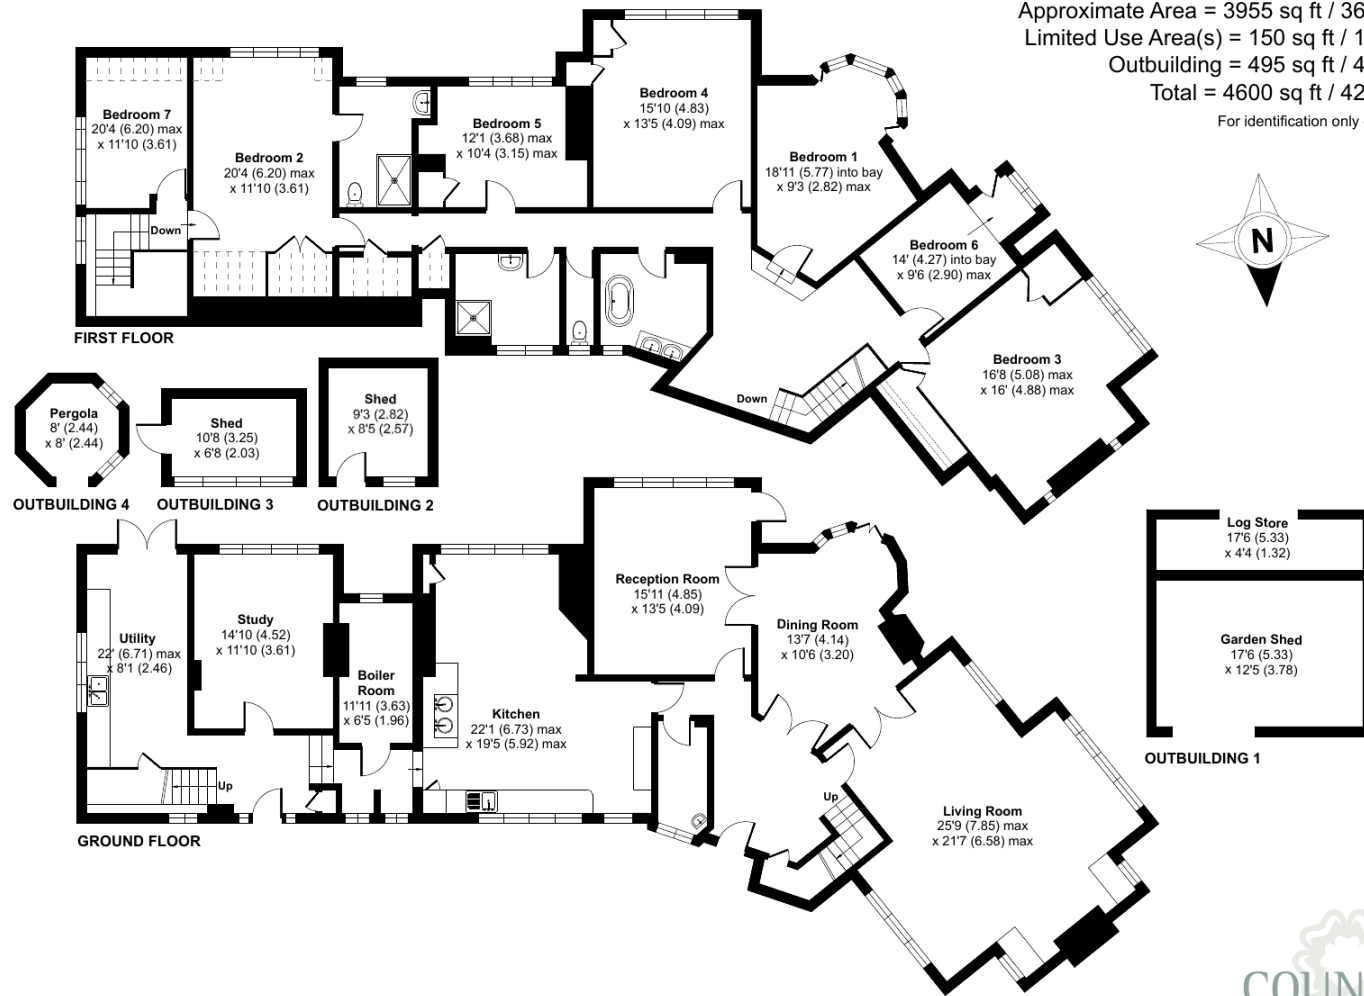 Approximate Area = 3955 sq ft / 36
Limited Use Area(s) = 150 sq ft / 1
Outbuilding = 495 sq ft / 4
Total = 4600 sq ft / 42
For identification only
N
Bedroom 7
20'4 (6.20) max
x 11'10 (3.61)
Bedroom 2
20'4 (6.20) max
x 11'10 (3.61)
Bedroom 5
12'1 (3.68) max
x 10'4 (3.15) max
Bedroom 4
15'10 (4.83)
x 13'5 (4.09) max
Bedroom 1
18'11 (5.77) into bay
x 9'3 (2.82) max
Bedroom 6
14' (4.27) into bay
x 9'6 (2.90) max
Bedroom 3
16'8 (5.08) max
x 16' (4.88) max
Down
Down
FIRST FLOOR
Pergola
8' (2.44)
x 8' (2.44)
OUTBUILDING 4
Shed
10'8 (3.25)
x 6'8 (2.03)
OUTBUILDING 3
Shed
9'3 (2.82)
x 8'5 (2.57)
OUTBUILDING 2
Log Store
17'6 (5.33)
x 4'4 (1.32)
Garden Shed
17'6 (5.33)
x 12'5 (3.78)
OUTBUILDING 1
Utility
22' (6.71) max
x 8'1 (2.46)
Study
14'10 (4.52)
x 11'10 (3.61)
Boiler
Room
11'11 (3.63)
x 6'5 (1.96)
Kitchen
22'1 (6.73) max
x 19'5 (5.92) max
Reception Room
15'11 (4.85)
x 13'5 (4.09)
Dining Room
13'7 (4.14)
x 10'6 (3.20)
Living Room
25'9 (7.85) max
x 21'7 (6.58) max
Up
Up
GROUND FLOOR
COUN